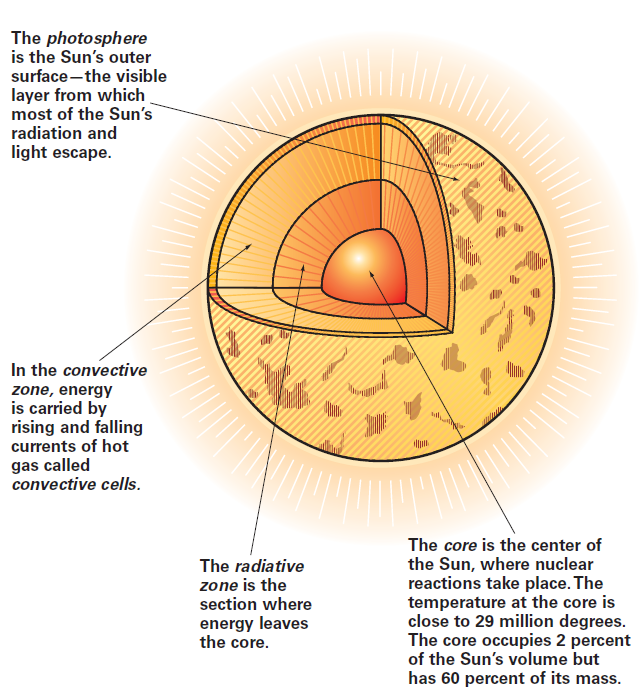 The photosphere
is the Sun's outer
surface—the visible
layer from which
most of the Sun's
radiation and
light escape.
In the convective
zone, energy
is carried by
rising and falling
currents of hot
gas called
convective cells.
The radiative
zone is the
section where
energy leaves
the core.
The core is the center of
the Sun, where nuclear
reactions take place. The
temperature at the core is
close to 29 million degrees.
The core occupies 2 percent
of the Sun's volume but
has 60 percent of its mass.